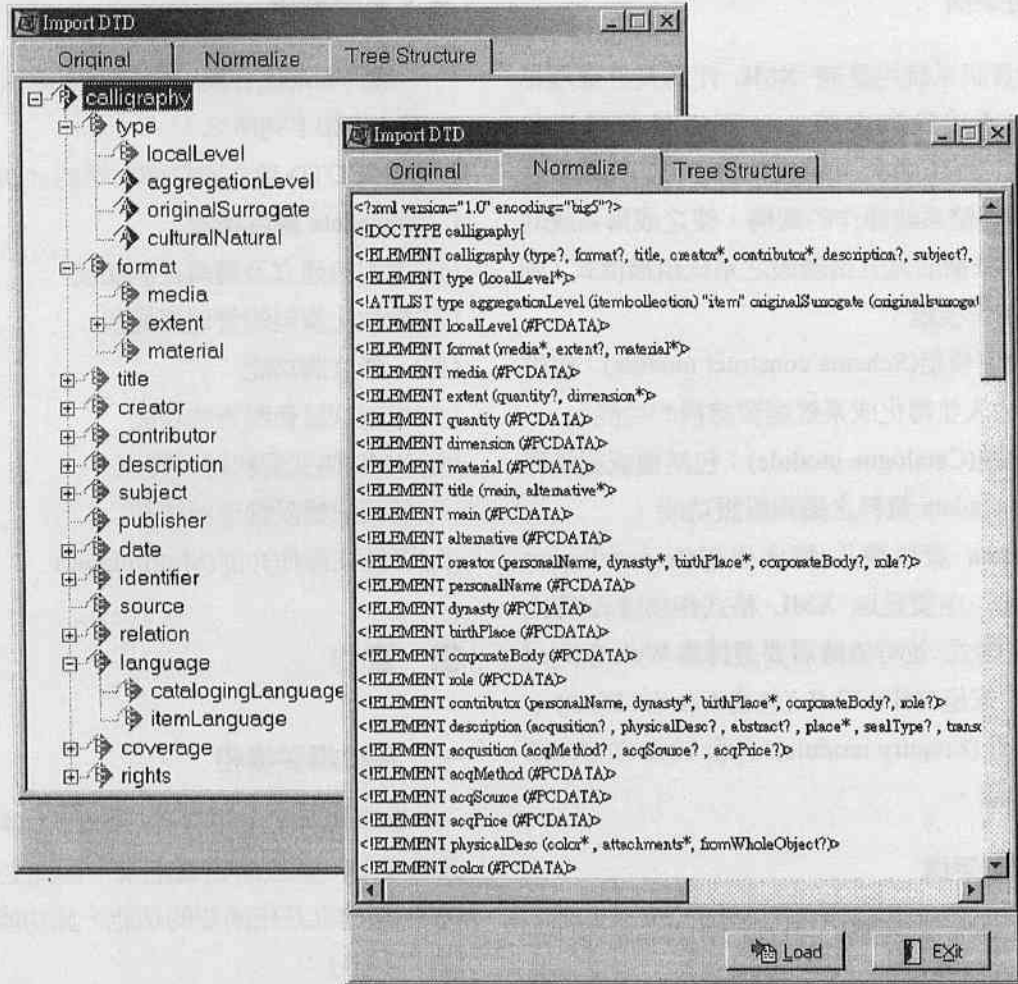 Import DTD
Original
Normalize
Tree Structure
calligraphy
type
localLevel
aggregationLevel
originalSurrogate
culturalNatural
format
media
extent
material
title
creator
contributor
description
subject
publisher
date
identifier
source
relation
language
catalogingLanguage
itemLanguage
coverage
rights
Import DTD
Original
Normalize
Tree Structure
<?xml version="1.0" encoding="big5"?>
<!DOCTYPE calligraphy[
<!ELEMENT calligraphy (type?, format?, title, creator*, contributor*, description?, subject?,
<!ELEMENT type (localLevel*)>
<!ATTLIST type aggregationLevel (itemcollection) "item" originalSurrogate (originalsurrogat
<!ELEMENT localLevel (#PCDATA)>
<!ELEMENT format (media*, extent?, material*)>
<!ELEMENT media (#PCDATA)>
<!ELEMENT extent (quantity?, dimension*)>
<!ELEMENT quantity (#PCDATA)>
<!ELEMENT dimension (#PCDATA)>
<!ELEMENT material (#PCDATA)>
<!ELEMENT title (main, alternative*)>
<!ELEMENT main (#PCDATA)>
<!ELEMENT alternative (#PCDATA)>
<!ELEMENT creator (personalName, dynasty*, birthPlace*, corporateBody?, role?)>
<!ELEMENT personalName (#PCDATA)>
<!ELEMENT dynasty (#PCDATA)>
<!ELEMENT birthPlace (#PCDATA)>
<!ELEMENT corporateBody (#PCDATA)>
<!ELEMENT role (#PCDATA)>
<!ELEMENT contributor (personalName, dynasty*, birthPlace*, corporateBody?, role?)>
<!ELEMENT description (acqusition? , physicalDesc? , abstract? , place* , sealType? , transc
<!ELEMENT acqusition (acqMethod? , acqSource? , acqPrice?)>
<!ELEMENT acqMethod (#PCDATA)>
<!ELEMENT acqSource (#PCDATA)>
<!ELEMENT acqPrice (#PCDATA)>
<!ELEMENT physicalDesc (color* , attachments*, fromWholeObject?)>
<!ELEMENT color (#PCDATA)>
Load
EXit